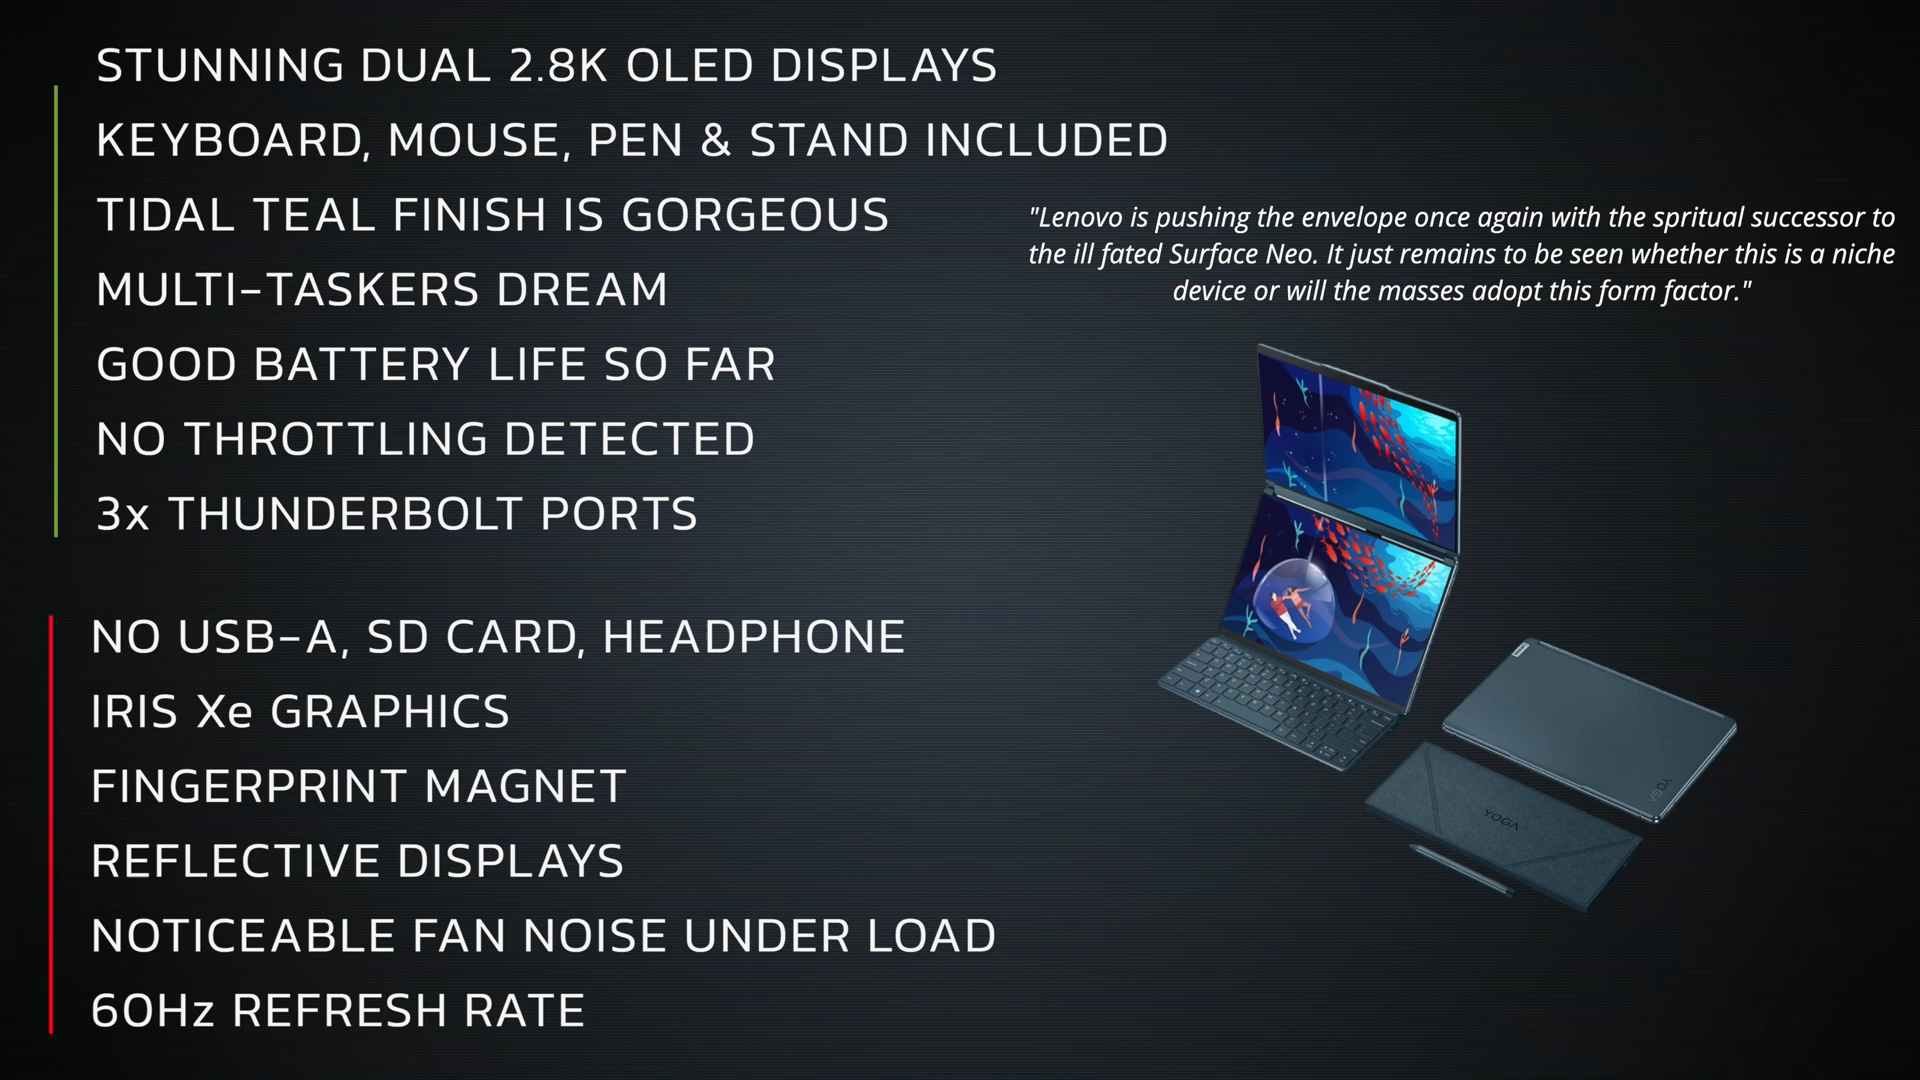 STUNNING DUAL 2.8K OLED DISPLAYS
KEYBOARD, MOUSE, PEN & STAND INCLUDED
TIDAL TEAL FINISH IS GORGEOUS
MULTI-TASKERS DREAM
GOOD BATTERY LIFE SO FAR
NO THROTTLING DETECTED
3x THUNDERBOLT PORTS
NO USB-A, SD CARD, HEADPHONE
IRIS Xe GRAPHICS
FINGERPRINT MAGNET
REFLECTIVE DISPLAYS
NOTICEABLE FAN NOISE UNDER LOAD
60Hz REFRESH RATE
"Lenovo is pushing the envelope once again with the spritual successor to
the ill fated Surface Neo. It just remains to be seen whether this is a niche
device or will the masses adopt this form factor."
Lenovo
YOGA
YOGA